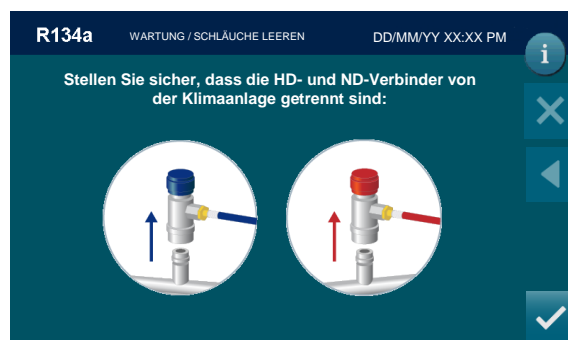 R134a WARTUNG / SCHLÄUCHE LEEREN DD/MM/YY XX:XX PM
i
Stellen Sie sicher, dass die HD- und ND-Verbinder von
der Klimaanlage getrennt sind: